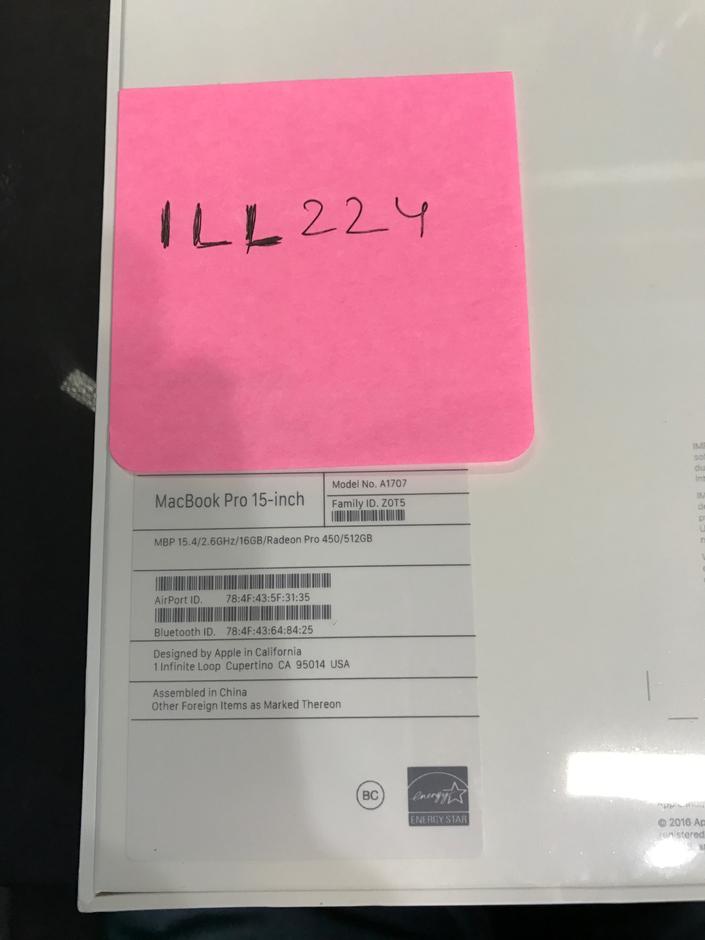 ILL224
MacBook Pro 15-inch
Model No. A1707
Family ID. Z0T5
MBP 15.4/2.6GHz/16GB/Radeon Pro 450/512GB
AirPort ID. 78:4F:43:5F:31:35
Bluetooth ID. 78:4F:43:64:84:25
Designed by Apple in California
1 Infinite Loop Cupertino CA 95014 USA
Assembled in China
Other Foreign Items as Marked Thereon
BC
energy
ENERGY STAR
© 2016 Ap
registered